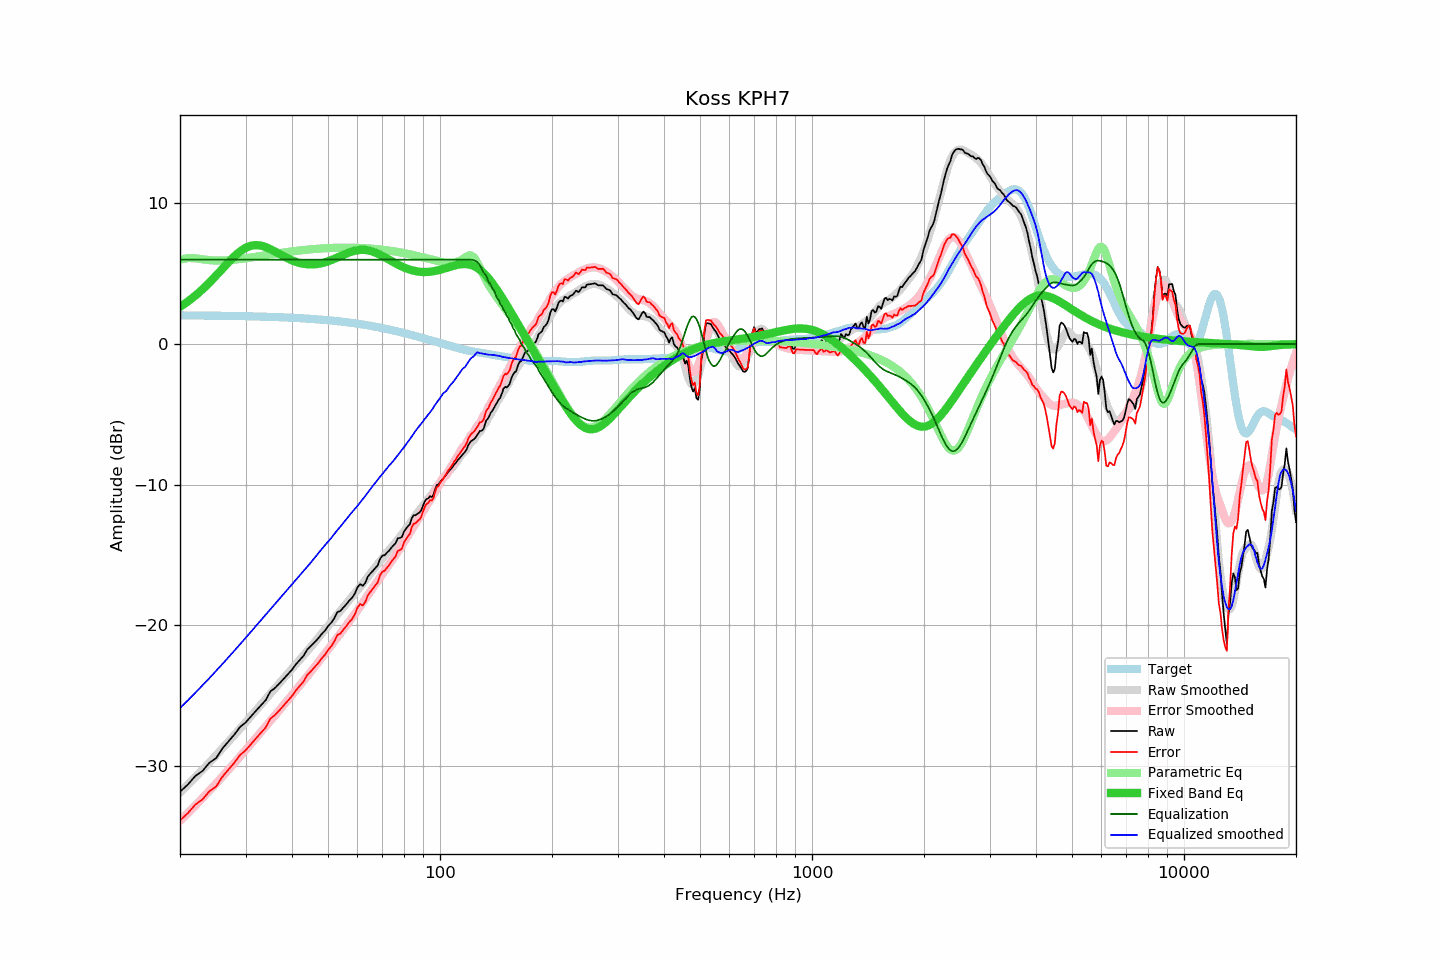 Koss KPH7
Amplitude (dBr)
10
0
−10
−20
−30
100
1000
10000
Frequency (Hz)
Target
Raw Smoothed
Error Smoothed
Raw
Error
Parametric Eq
Fixed Band Eq
Equalization
Equalized smoothed